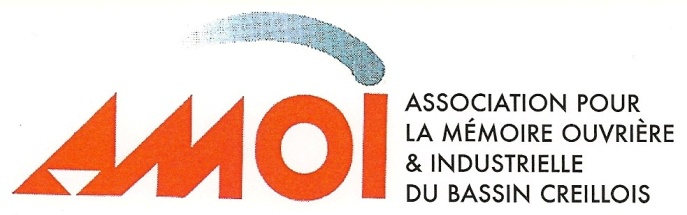 AMOI
ASSOCIATION POUR
LA MÉMOIRE OUVRIÈRE
& INDUSTRIELLE
DU BASSIN CREILLOIS